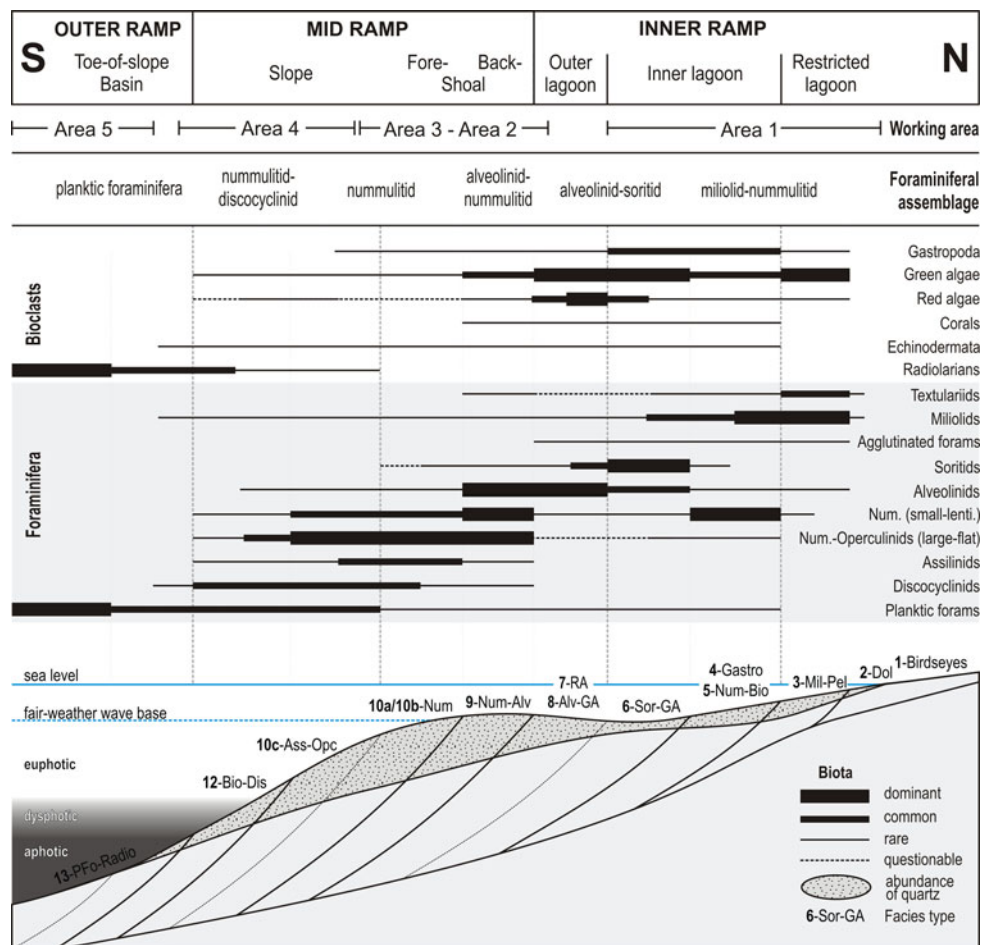 OUTER RAMP MID RAMP INNER RAMP
S Toe-of-slope Basin Slope Fore- Back- Shoal Outer lagoon Inner lagoon Restricted lagoon N
Area 5 Area 4 Area 3 - Area 2 Area 1 Working area
planktic foraminifera nummulitid-discocyclinid nummulitid alveolinid-nummulitid alveolinid-soritid miliolid-nummulitid Foraminiferal assemblage
Bioclasts
Gastropoda
Green algae
Red algae
Corals
Echinodermata
Radiolarians
Foraminifera
Textulariids
Miliolids
Agglutinated forams
Soritids
Alveolinids
Num. (small-lenti.)
Num.-Operculinids (large-flat)
Assilinids
Discocyclinids
Planktic forams
sea level
fair-weather wave base
euphotic
dysphotic
aphotic
13-PFo-Radio
12-Bio-Dis
10c-Ass-Opc
10a/10b-Num
9-Num-Alv
7-RA
8-Alv-GA
6-Sor-GA
4-Gastro
5-Num-Bio
3-Mil-Pel
2-Dol
1-Birdseyes
Biota
dominant
common
rare
questionable
abundance
of quartz
6-Sor-GA Facies type